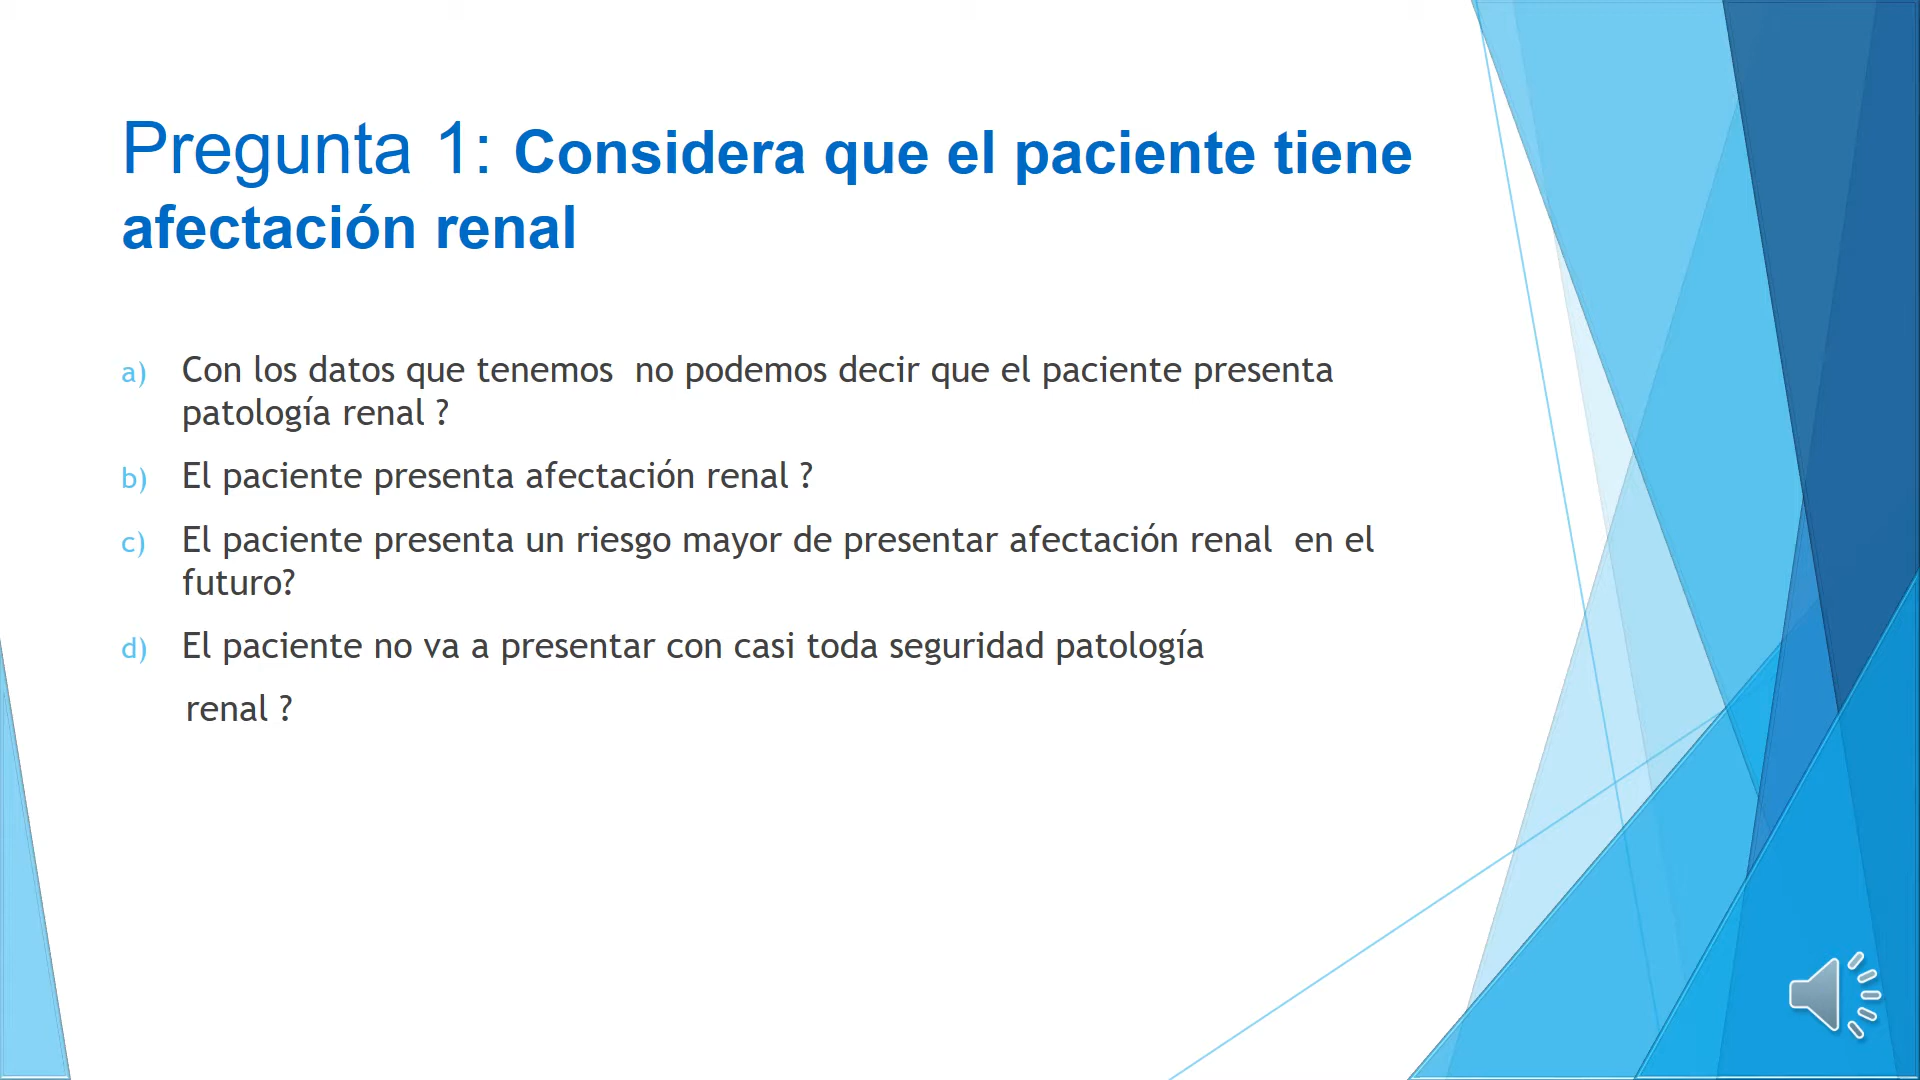 Pregunta 1: Considera que el paciente tiene
afectación renal
a) Con los datos que tenemos  no podemos decir que el paciente presenta
patología renal ?
b) El paciente presenta afectación renal ?
c) El paciente presenta un riesgo mayor de presentar afectación renal  en el
futuro?
d) El paciente no va a presentar con casi toda seguridad patología
renal ?